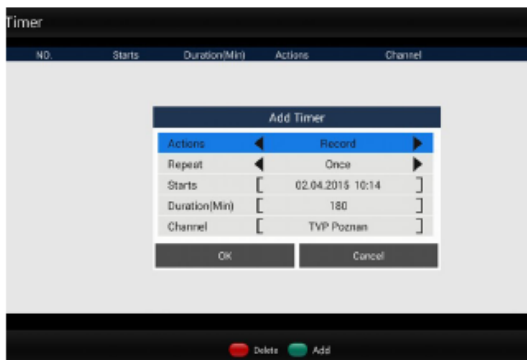 Timer
NO. Starts Duration(Min) Actions Channel
Add Timer
Actions Record
Repeat Once
Starts [ 02.04.2015 10:14 ]
Duration(Min) [ 180 ]
Channel [ TVP Poznan ]
OK Cancel
Delete Add